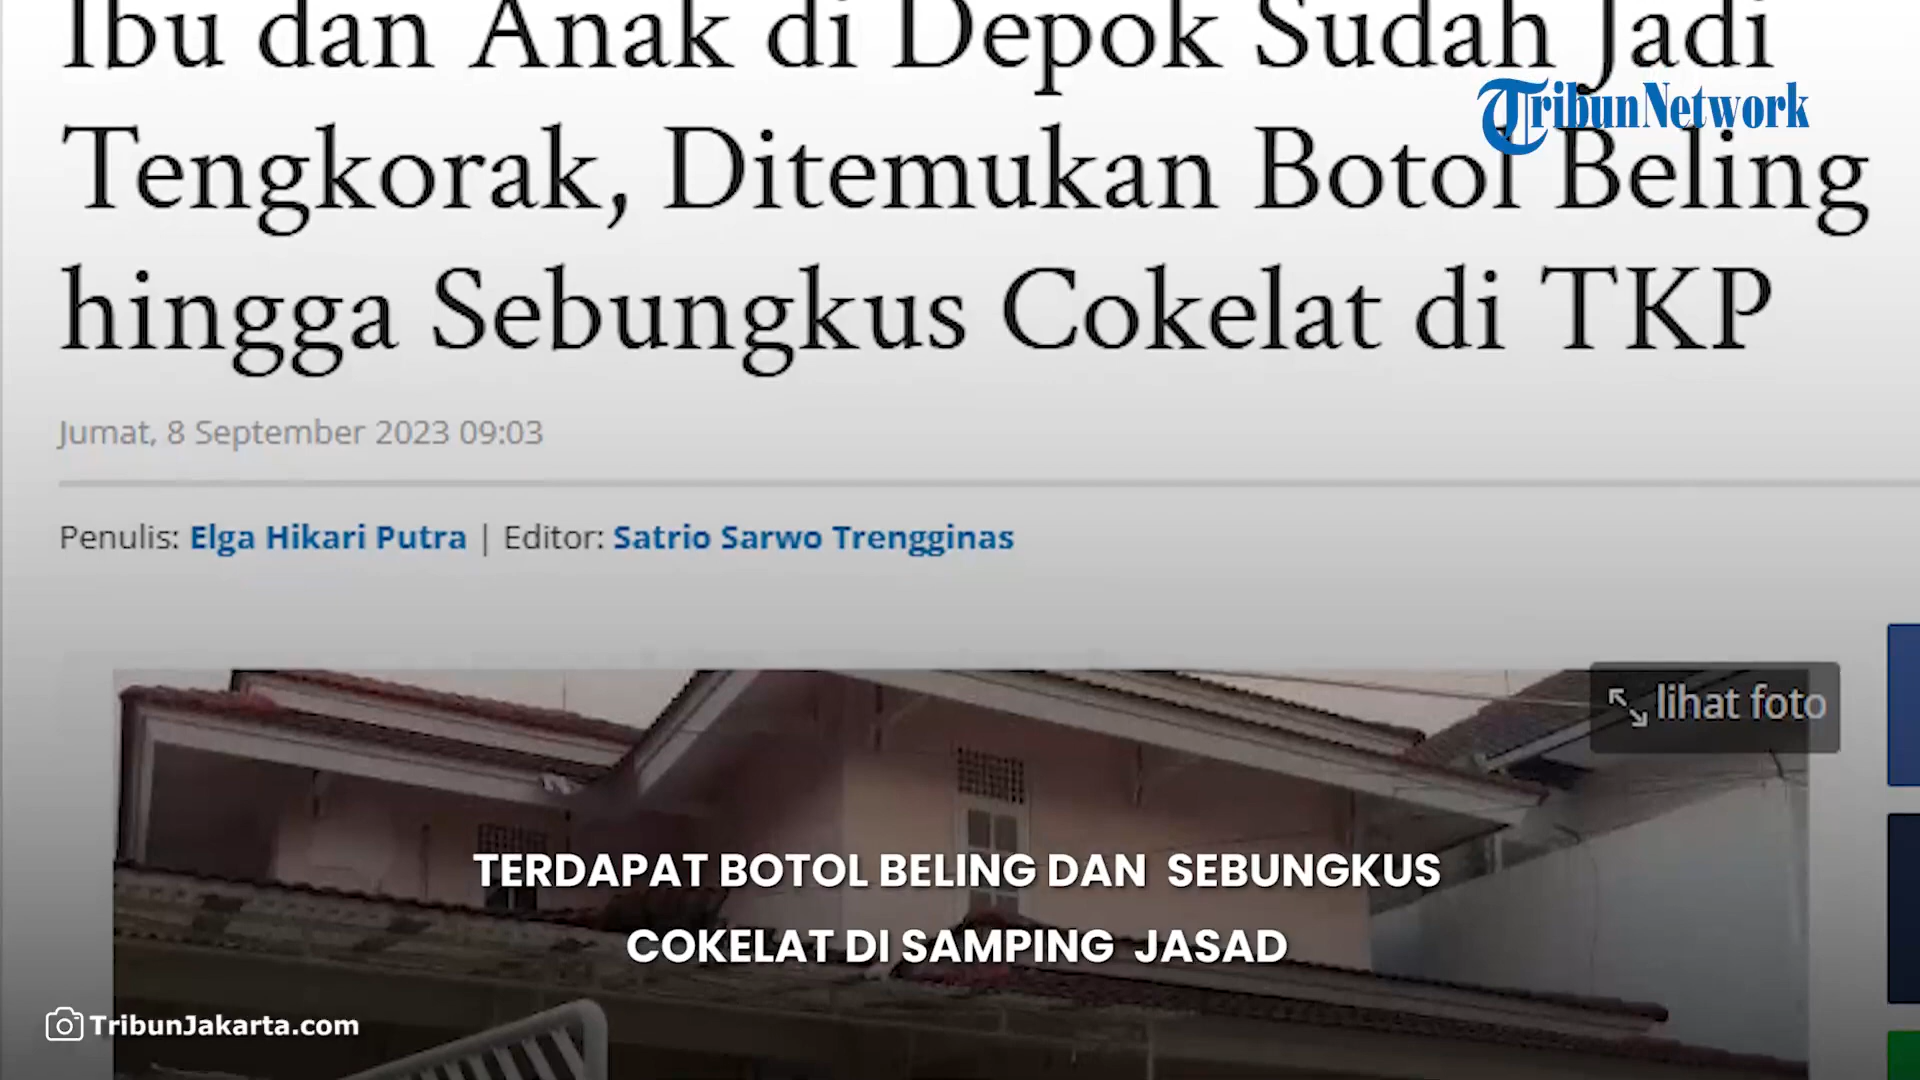 Ibu dan Anak di Depok Sudah Jadi
TribunNetwork
Tengkorak, Ditemukan Botol Beling
hingga Sebungkus Cokelat di TKP
Jumat, 8 September 2023 09:03
Penulis: Elga Hikari Putra | Editor: Satrio Sarwo Trengginas
lihat foto
TERDAPAT BOTOL BELING DAN SEBUNGKUS
COKELAT DI SAMPING JASAD
TribunJakarta.com